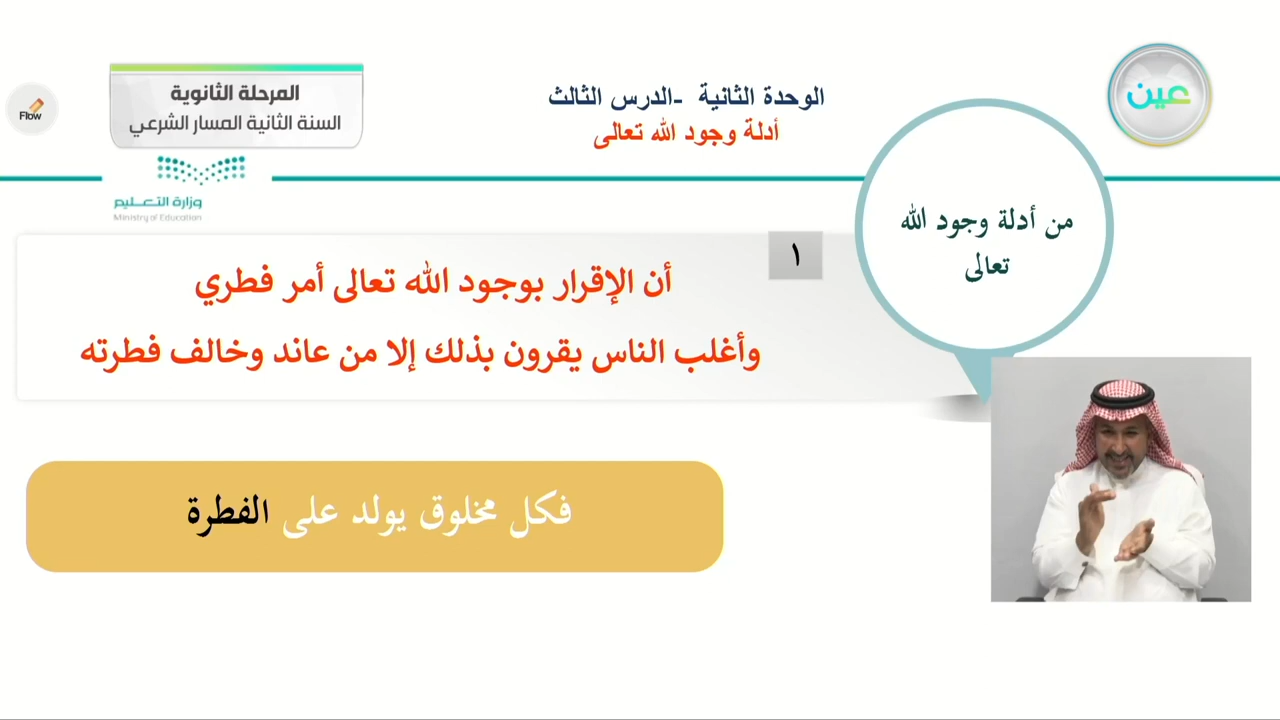 عين
الوحدة الثانية -الدرس الثالث
أدلة وجود الله تعالى
المرحلة الثانوية
السنة الثانية المسار الشرعي
Flow
وزارة التعـليم
Ministry of Education
من أدلة وجود الله
تعالى
١
أن الإقرار بوجود الله تعالى أمر فطري
وأغلب الناس يقرون بذلك إلا من عاند وخالف فطرته
فكل مخلوق يولد على الفطرة